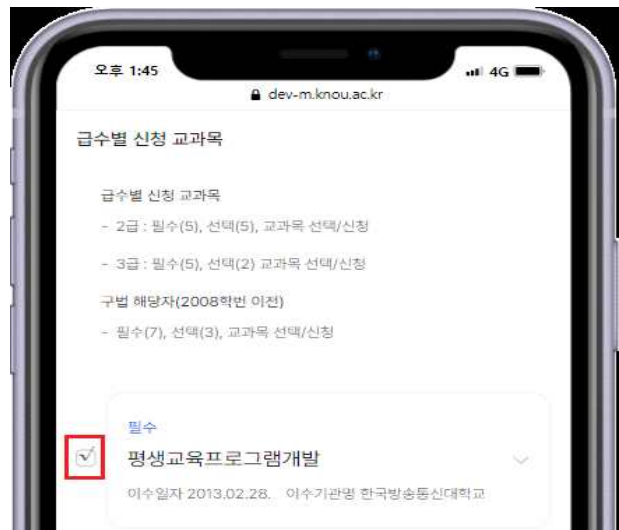 오후 1:45
4G
dev-m.knou.ac.kr
급수별 신청 교과목
급수별 신청 교과목
- 2급 : 필수(5), 선택(5), 교과목 선택/신청
- 3급 : 필수(5), 선택(2) 교과목 선택/신청
구법 해당자(2008학번 이전)
- 필수(7), 선택(3), 교과목 선택/신청
필수
평생교육프로그램개발
이수일자 2013.02.28. 이수기관명 한국방송통신대학교